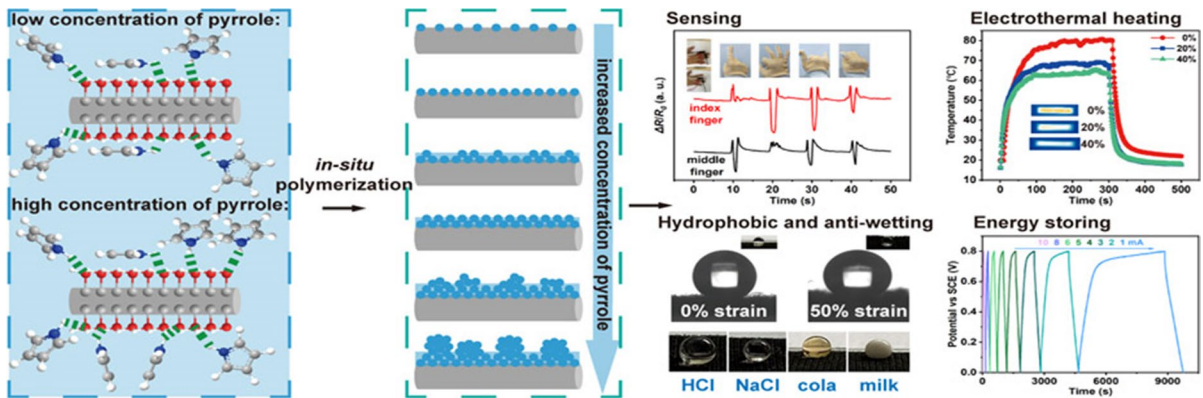 low concentration of pyrrole:
high concentration of pyrrole:
in-situ
polymerization
increased concentration of pyrrole
Sensing
ΔR/R0 (a. u.)
index
finger
middle
finger
0 10 20 30 40 50
Time (s)
Electrothermal heating
Temperature (°C)
80
70
60
50
40
30
20
10
0%
20%
40%
0%
20%
40%
0 100 200 300 400 500
Time (s)
Hydrophobic and anti-wetting
0% strain
50% strain
HCl NaCl cola milk
Energy storing
10 8 6 5 4 3 2 1 mA
Potential vs SCE (V)
0.8
0.6
0.4
0.2
0.0
0 3000 6000 9000
Time (s)